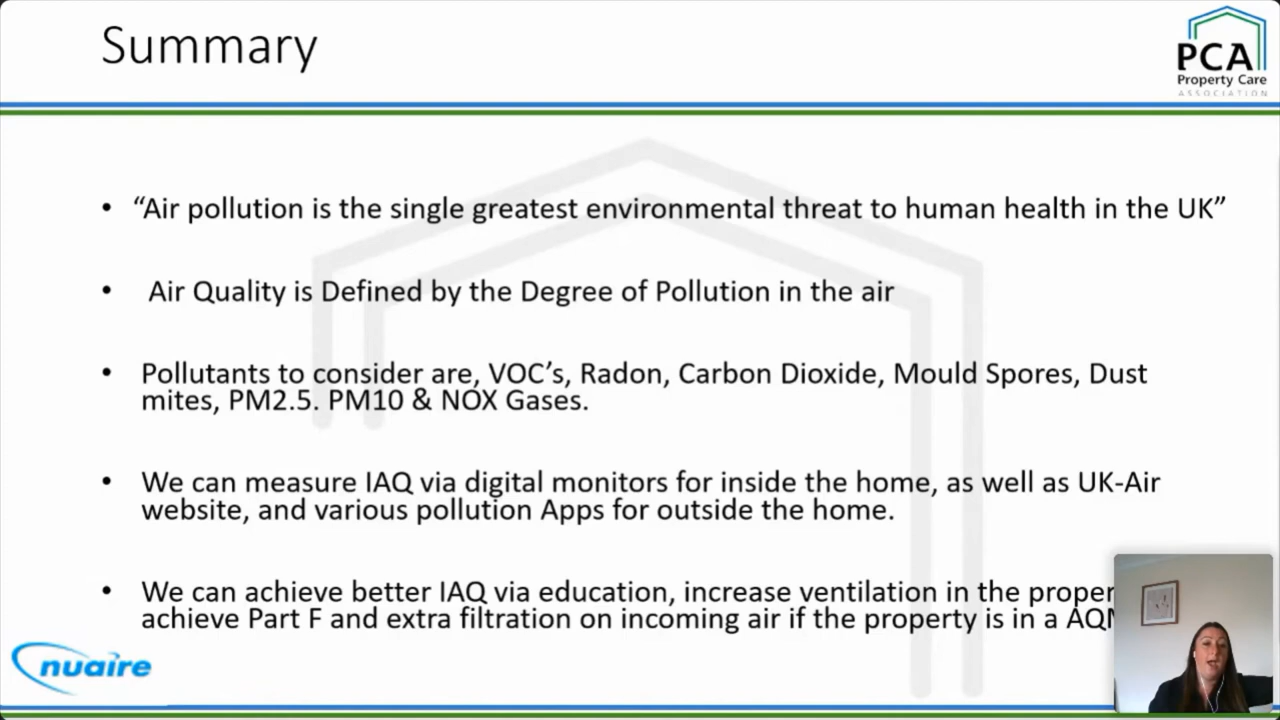 Summary
PCA
Property Care
ASSOCIATION
• “Air pollution is the single greatest environmental threat to human health in the UK”
• Air Quality is Defined by the Degree of Pollution in the air
• Pollutants to consider are, VOC’s, Radon, Carbon Dioxide, Mould Spores, Dust
mites, PM2.5. PM10 & NOX Gases.
• We can measure IAQ via digital monitors for inside the home, as well as UK-Air
website, and various pollution Apps for outside the home.
• We can achieve better IAQ via education, increase ventilation in the
achieve Part F and extra filtration on incoming air if the property is in a
nuaire